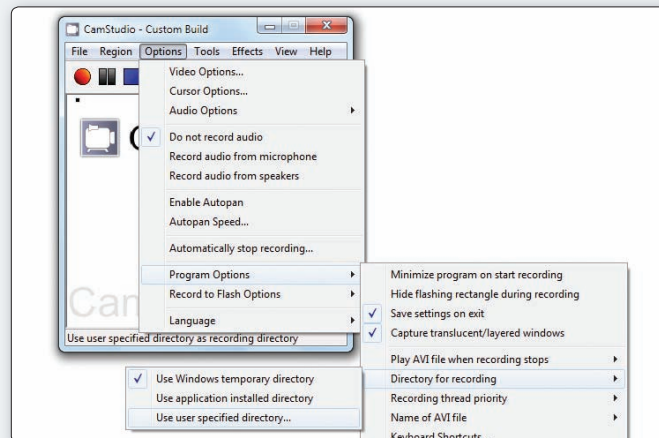 CamStudio - Custom Build
File Region Options Tools Effects View Help
Video Options...
Cursor Options...
Audio Options
Do not record audio
Record audio from microphone
Record audio from speakers
Enable Autopan
Autopan Speed...
Automatically stop recording...
Program Options
Record to Flash Options
Language
Cam
Use user specified directory as recording directory
Minimize program on start recording
Hide flashing rectangle during recording
Save settings on exit
Capture translucent/layered windows
Play AVI file when recording stops
Directory for recording
Recording thread priority
Name of AVI file
Keyboard Shortcuts
Use Windows temporary directory
Use application installed directory
Use user specified directory...